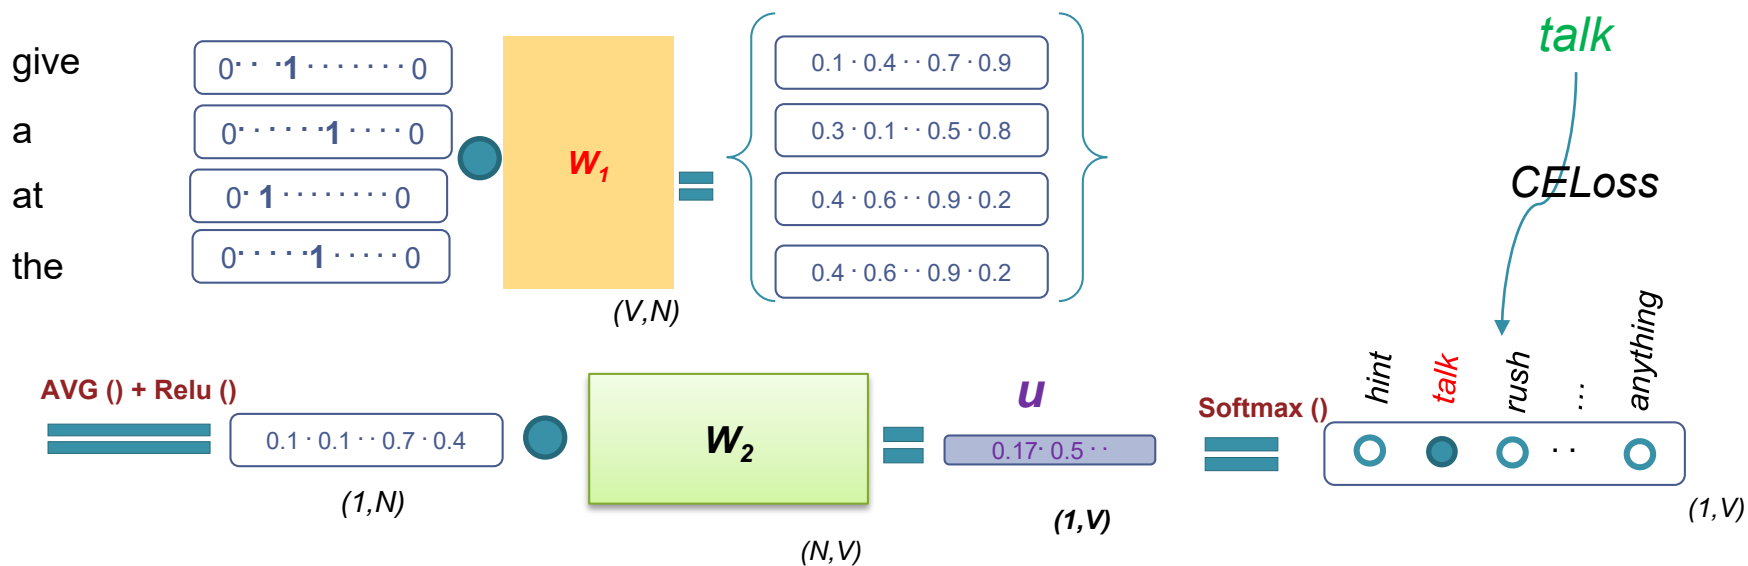 give 0· · ·1 · · · · · · · 0
a 0· · · · · ·1 · · · · 0
at 0· 1 · · · · · · · · 0
the 0· · · · ·1 · · · · · 0
W1
(V,N)
0.1 · 0.4 · · 0.7 · 0.9
0.3 · 0.1 · · 0.5 · 0.8
0.4 · 0.6 · · 0.9 · 0.2
0.4 · 0.6 · · 0.9 · 0.2
talk
CELoss
AVG () + Relu ()
0.1 · 0.1 · · 0.7 · 0.4
(1,N)
W2
(N,V)
u
0.17· 0.5 · ·
(1,V)
Softmax ()
hint
talk
rush
...
anything
· ·
(1,V)